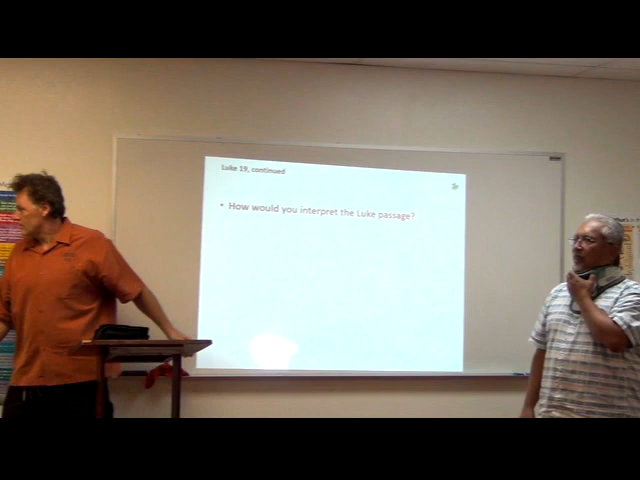 Luke 19, continued
• How would you interpret the Luke passage?